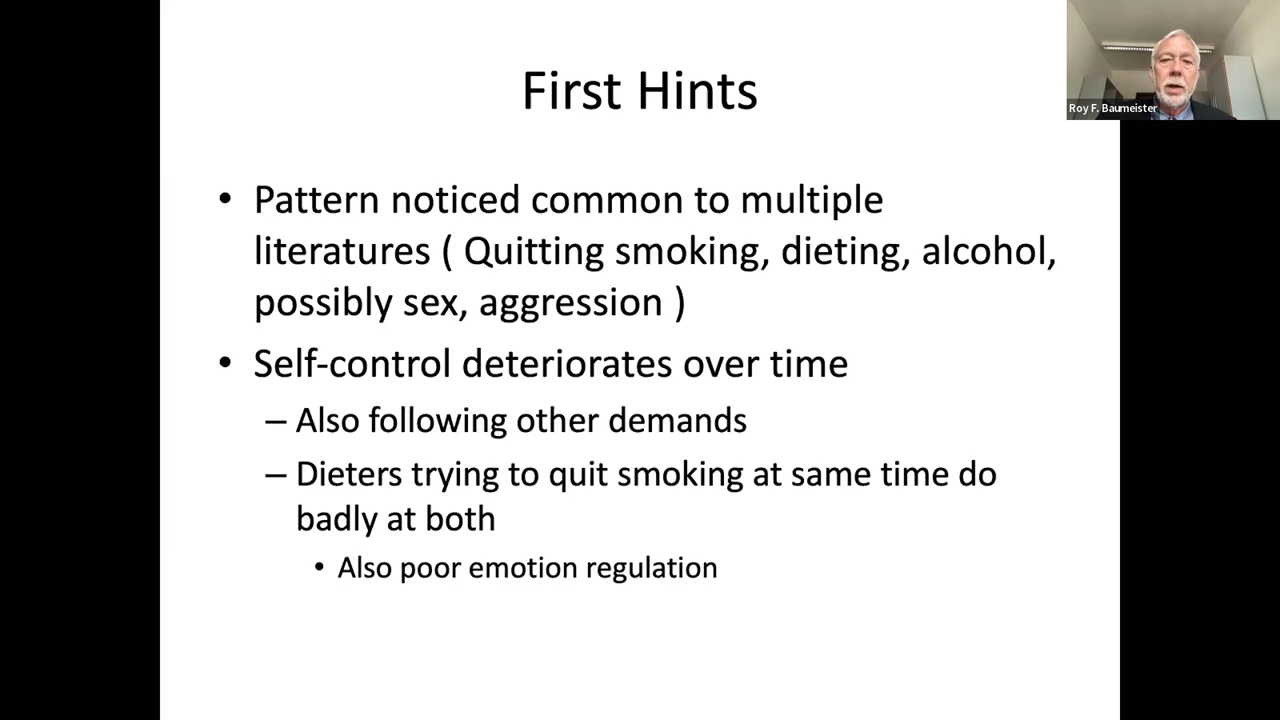 First Hints
Roy F. Baumeister
• Pattern noticed common to multiple
literatures ( Quitting smoking, dieting, alcohol,
possibly sex, aggression )
• Self-control deteriorates over time
– Also following other demands
– Dieters trying to quit smoking at same time do
badly at both
• Also poor emotion regulation